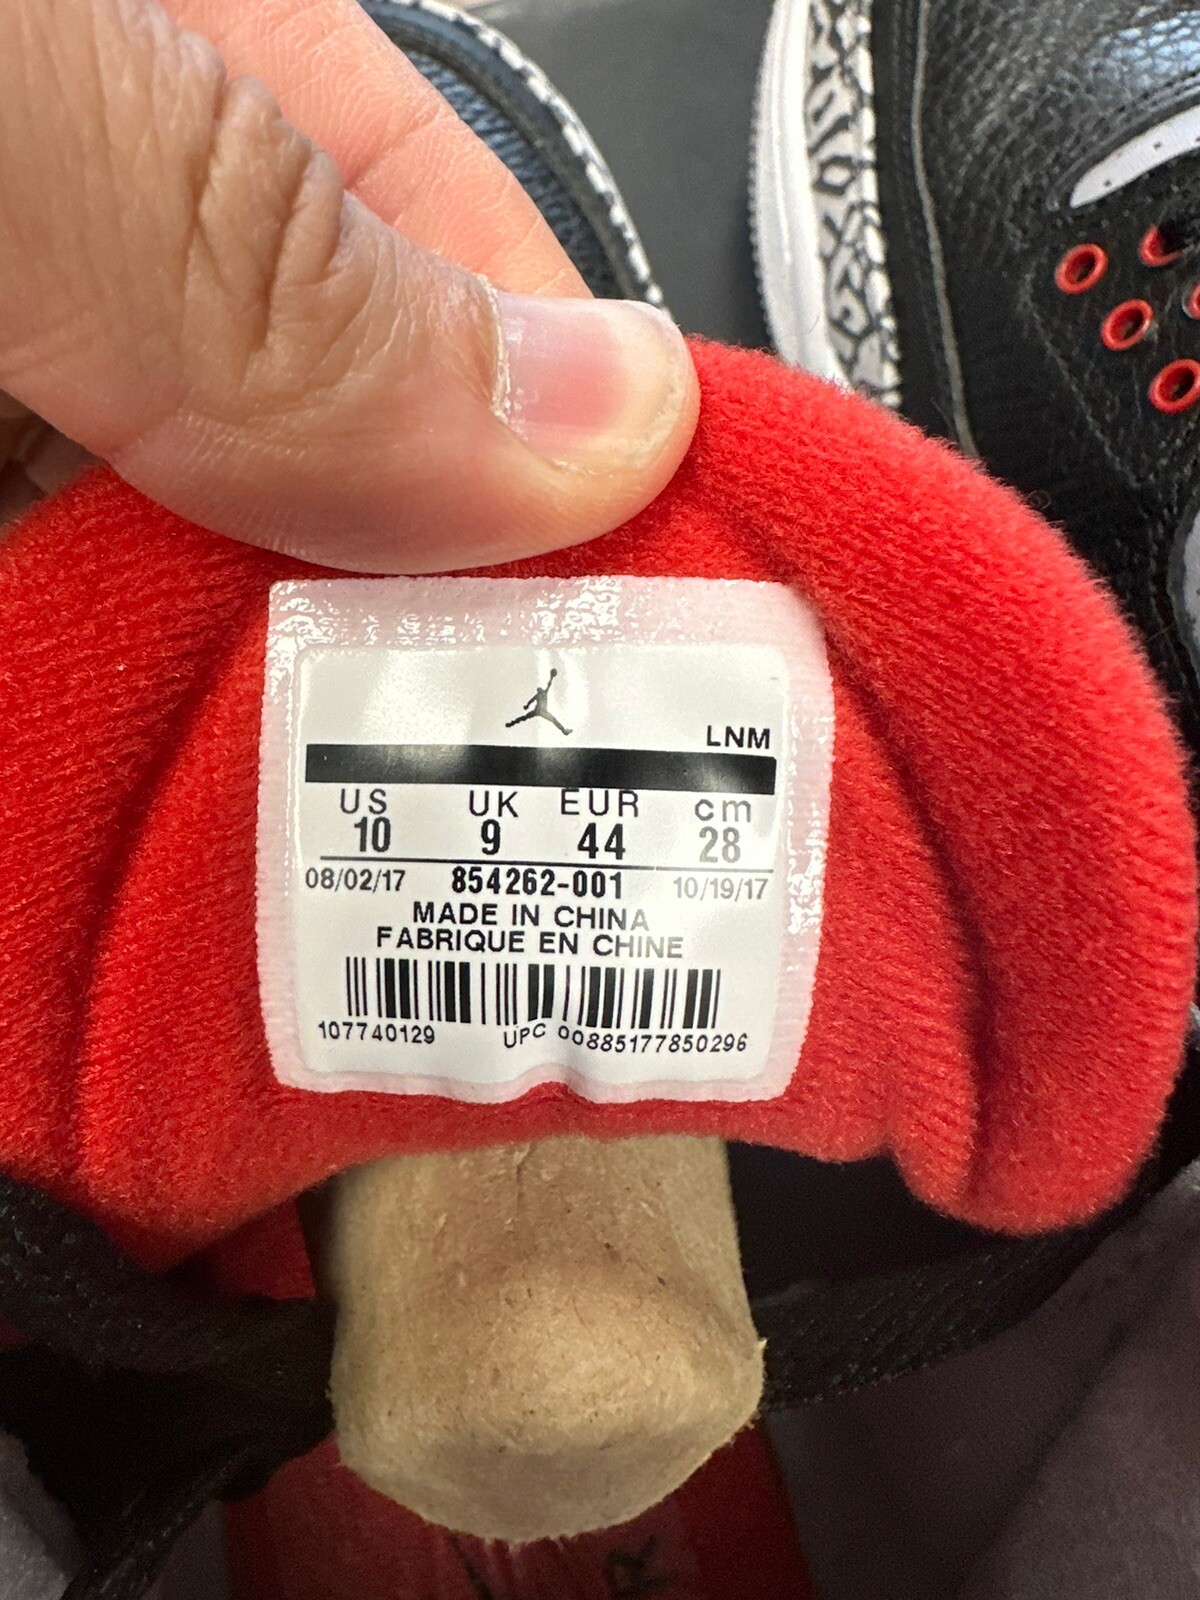 LNM
US UK EUR cm
10 9 44 28
08/02/17 854262-001 10/19/17
MADE IN CHINA
FABRIQUE EN CHINE
107740129 UPC 00885177850296